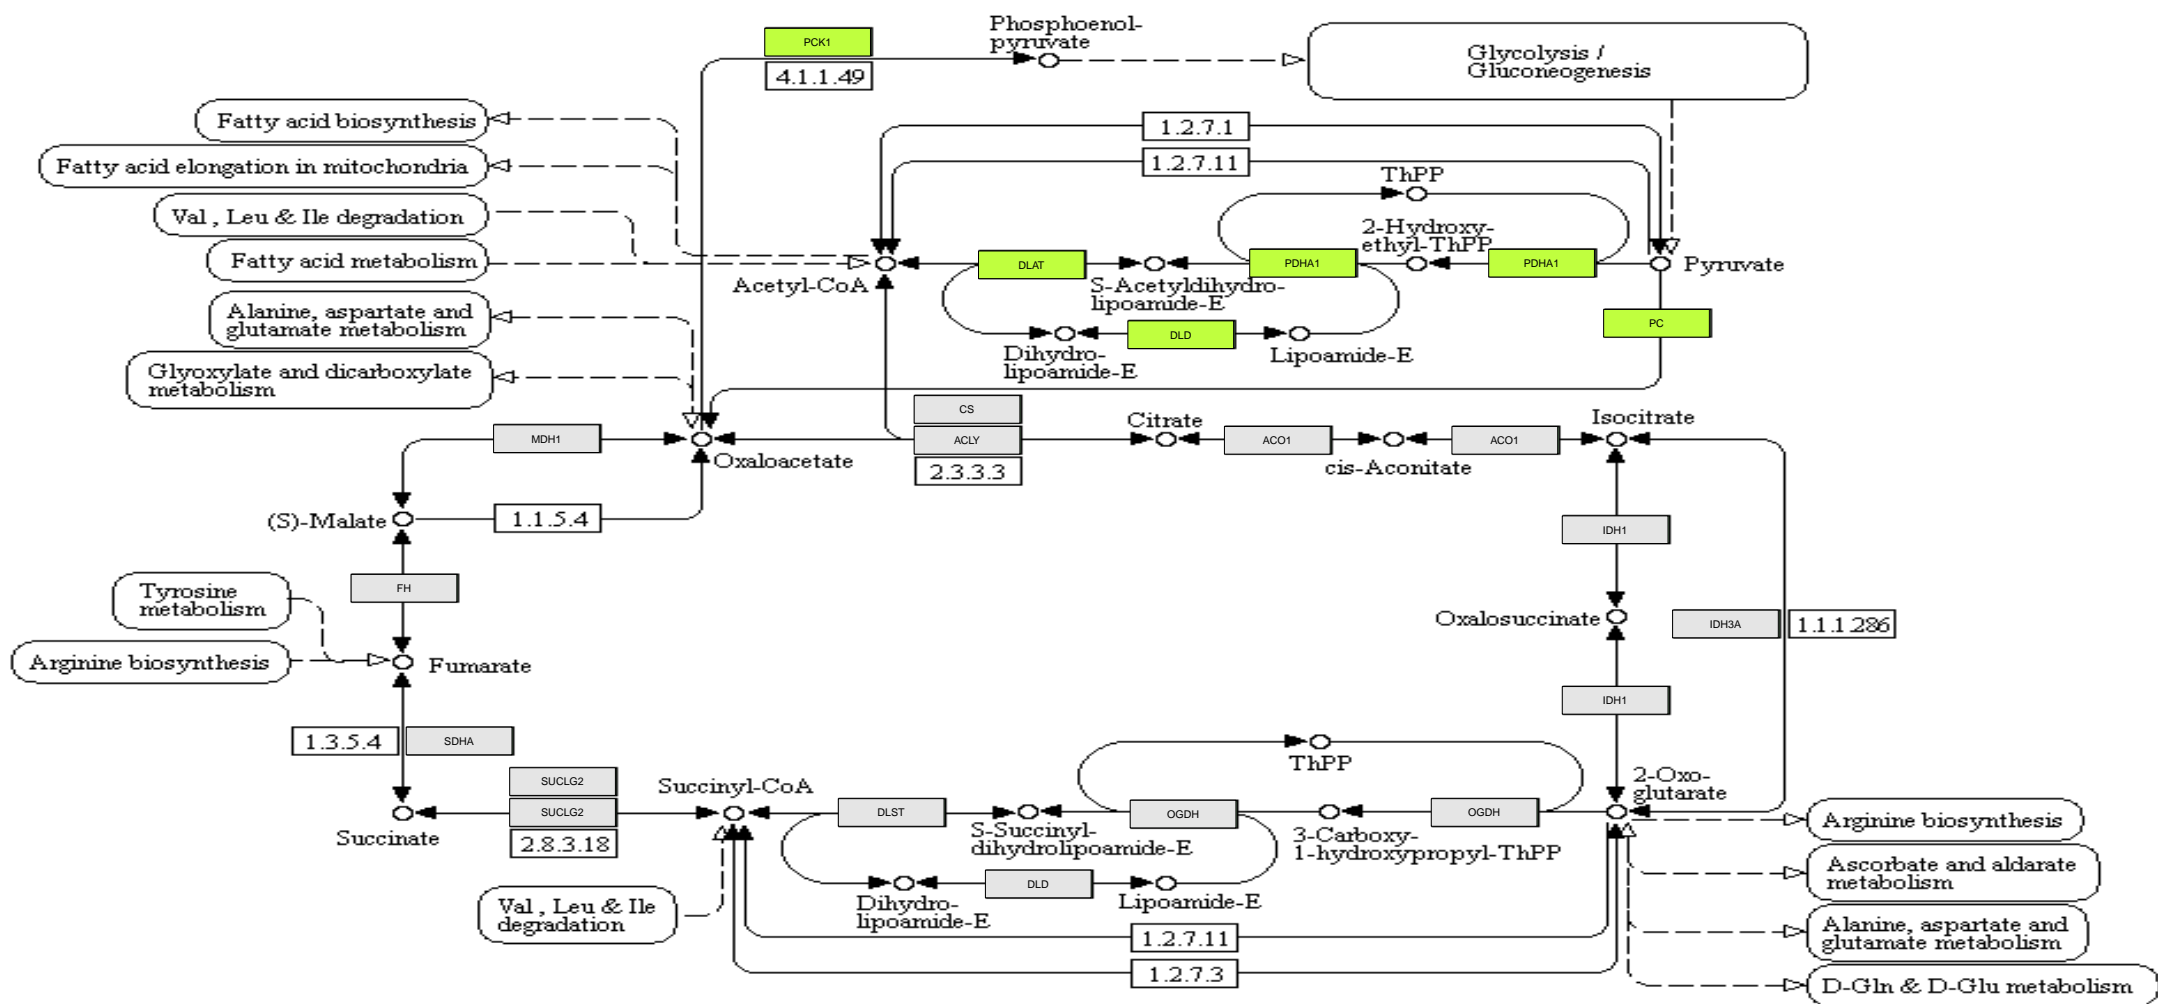 Phosphoenol-
pyruvate
PCK1
4.1.1.49
Glycolysis /
Gluconeogenesis
Fatty acid biosynthesis
Fatty acid elongation in mitochondria
Val , Leu & Ile degradation
Fatty acid metabolism
1.2.7.1
1.2.7.11
ThPP
2-Hydroxy-
ethyl-ThPP
DLAT
PDHA1
PDHA1
Acetyl-CoA
S-Acetyldihydro-
lipoamide-E
Pyruvate
Alanine, aspartate and
glutamate metabolism
DLD
PC
Dihydro-
lipoamide-E
Lipoamide-E
Glyoxylate and dicarboxylate
metabolism
CS
Citrate
Isocitrate
MDH1
ACLY
ACO1
ACO1
Oxaloacetate
2.3.3.3
cis-Aconitate
(S)-Malate
1.1.5.4
IDH1
FH
Tyrosine
metabolism
Oxalosuccinate
IDH3A
1.1.1.286
Arginine biosynthesis
Fumarate
IDH1
1.3.5.4
SDHA
ThPP
SUCLG2
Succinyl-CoA
2-Oxo-
glutarate
SUCLG2
DLST
OGDH
OGDH
Succinate
2.8.3.18
S-Succinyl-
dihydrolipoamide-E
3-Carboxy-
1-hydroxypropyl-ThPP
Arginine biosynthesis
DLD
Ascorbate and aldarate
metabolism
Val , Leu & Ile
degradation
Dihydro-
lipoamide-E
Lipoamide-E
1.2.7.11
Alanine, aspartate and
glutamate metabolism
1.2.7.3
D-Gln & D-Glu metabolism